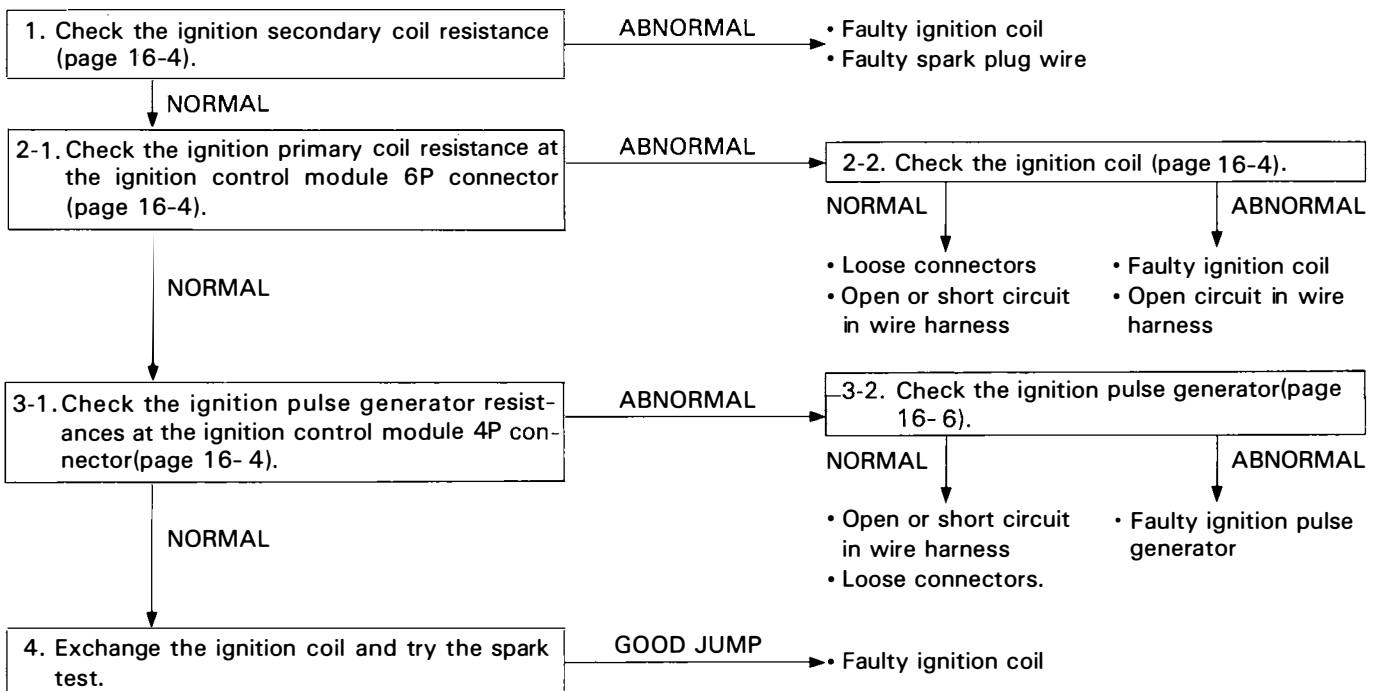 1. Check the ignition secondary coil resistance
(page 16-4).
ABNORMAL
• Faulty ignition coil
• Faulty spark plug wire
NORMAL
2-1. Check the ignition primary coil resistance at
the ignition control module 6P connector
(page 16-4).
ABNORMAL
2-2. Check the ignition coil (page 16-4).
NORMAL
ABNORMAL
• Loose connectors
• Open or short circuit
in wire harness
• Faulty ignition coil
• Open circuit in wire
harness
NORMAL
3-1. Check the ignition pulse generator resist-
ances at the ignition control module 4P con-
nector(page 16- 4).
ABNORMAL
3-2. Check the ignition pulse generator(page
16- 6).
NORMAL
ABNORMAL
• Open or short circuit
in wire harness
• Loose connectors.
• Faulty ignition pulse
generator
NORMAL
4. Exchange the ignition coil and try the spark
test.
GOOD JUMP
• Faulty ignition coil